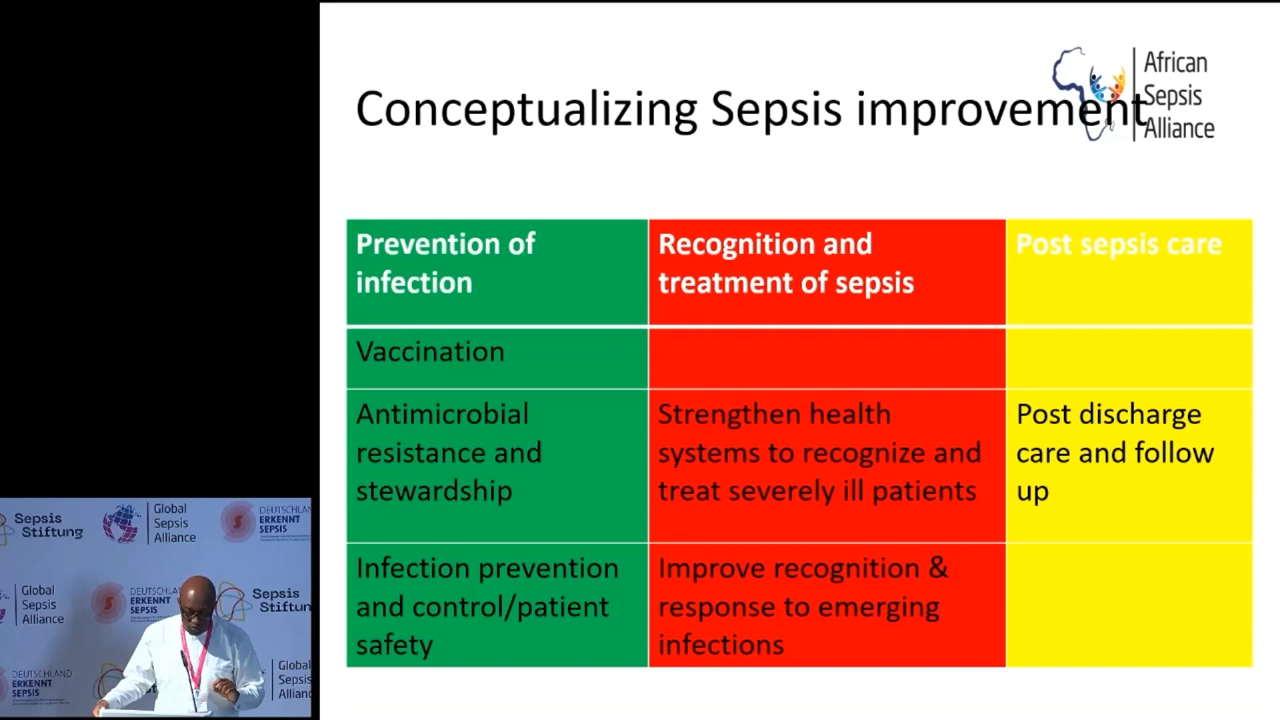 Conceptualizing Sepsis improvement
African
Sepsis
Alliance
Prevention of
infection
Recognition and
treatment of sepsis
Post sepsis care
Vaccination
Antimicrobial
resistance and
stewardship
Strengthen health
systems to recognize and
treat severely ill patients
Post discharge
care and follow
up
Infection prevention
and control/patient
safety
Improve recognition &
response to emerging
infections
Sepsis
Stiftung
Global
Sepsis
Alliance
DEUTSCHLAN
ERKENNT
SEPSIS
Global
Sepsis
Alliance
DEUTSCHLAND
ERKENNT
SEPSIS
Sepsis
Stiftun
DEUTSCHLAND
ERKENNT
SEPSIS
Global
Sepsis
Allian